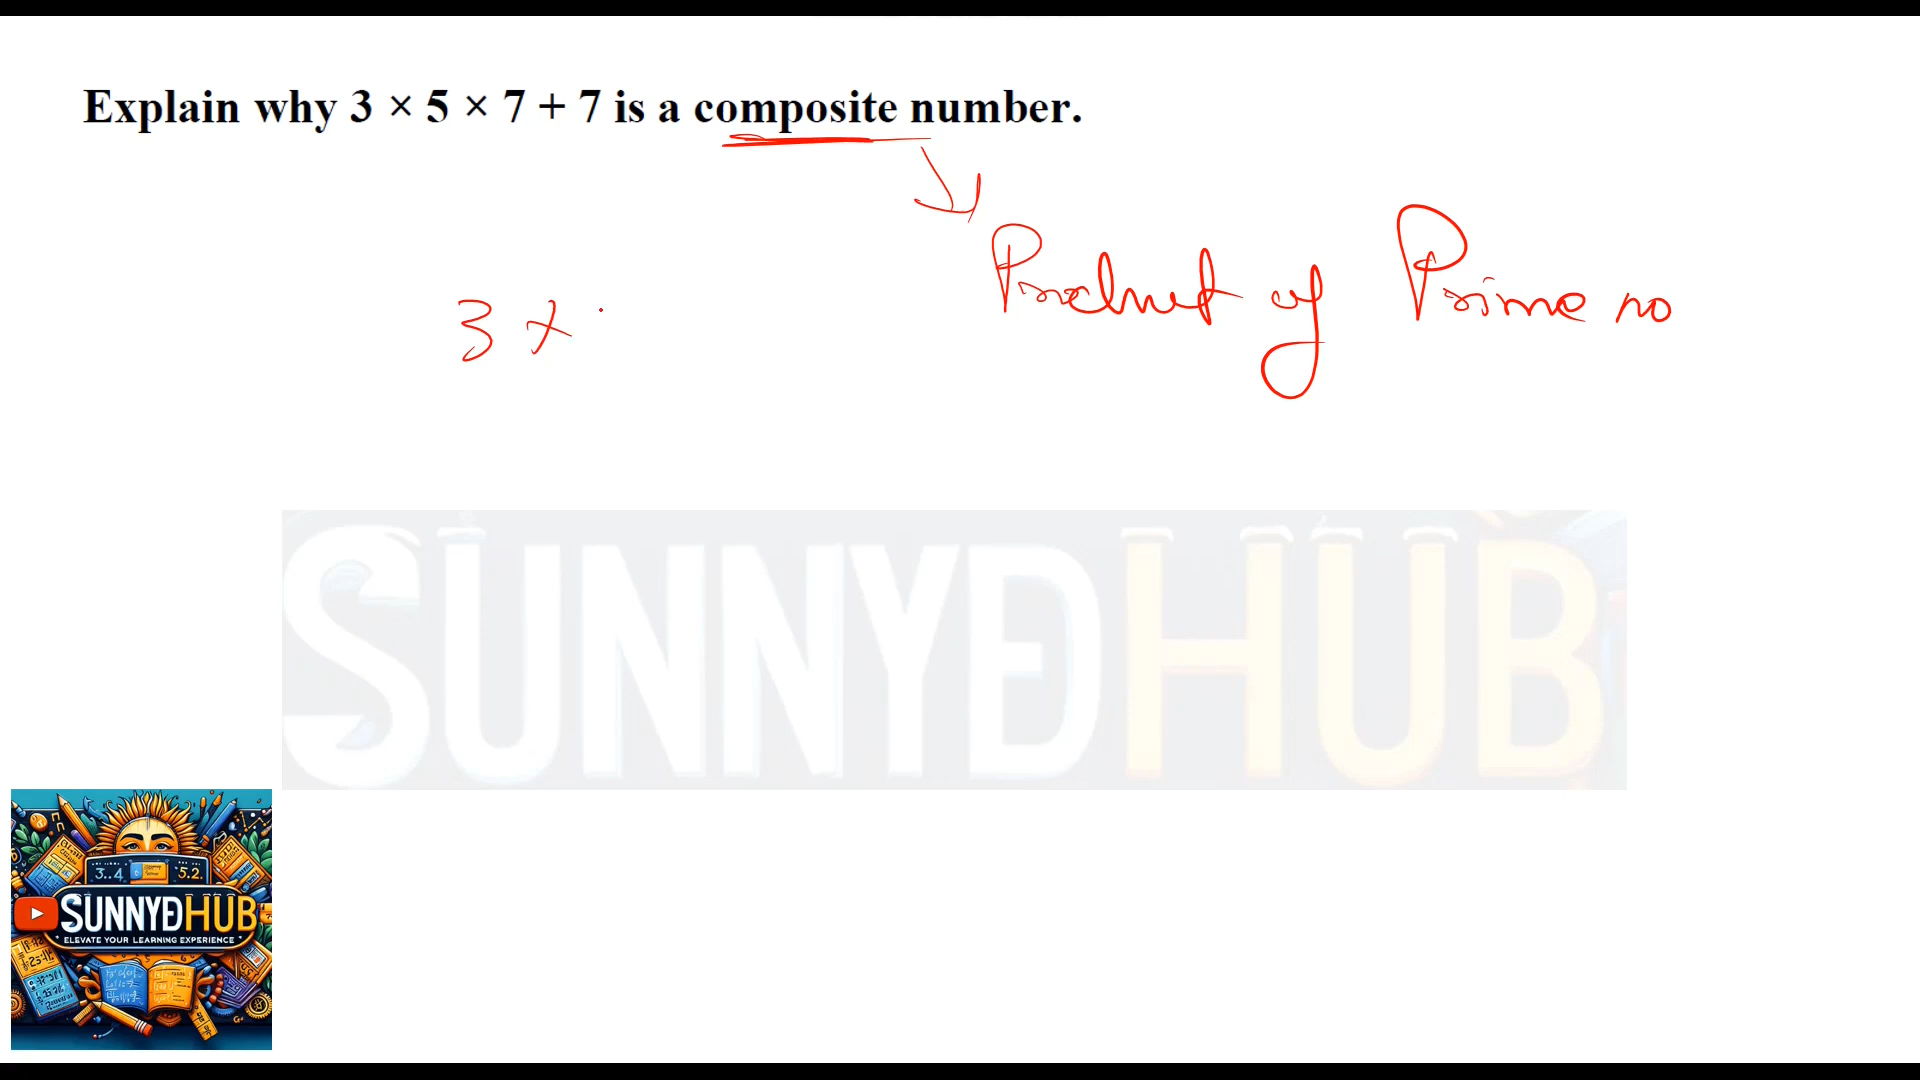 Explain why 3 × 5 × 7 + 7 is a composite number.
Product of Prime no
3 ×
SUNNYDHUB
3..4 5.2.
SUNNYDHUB
ELEVATE YOUR LEARNING EXPERIENCE